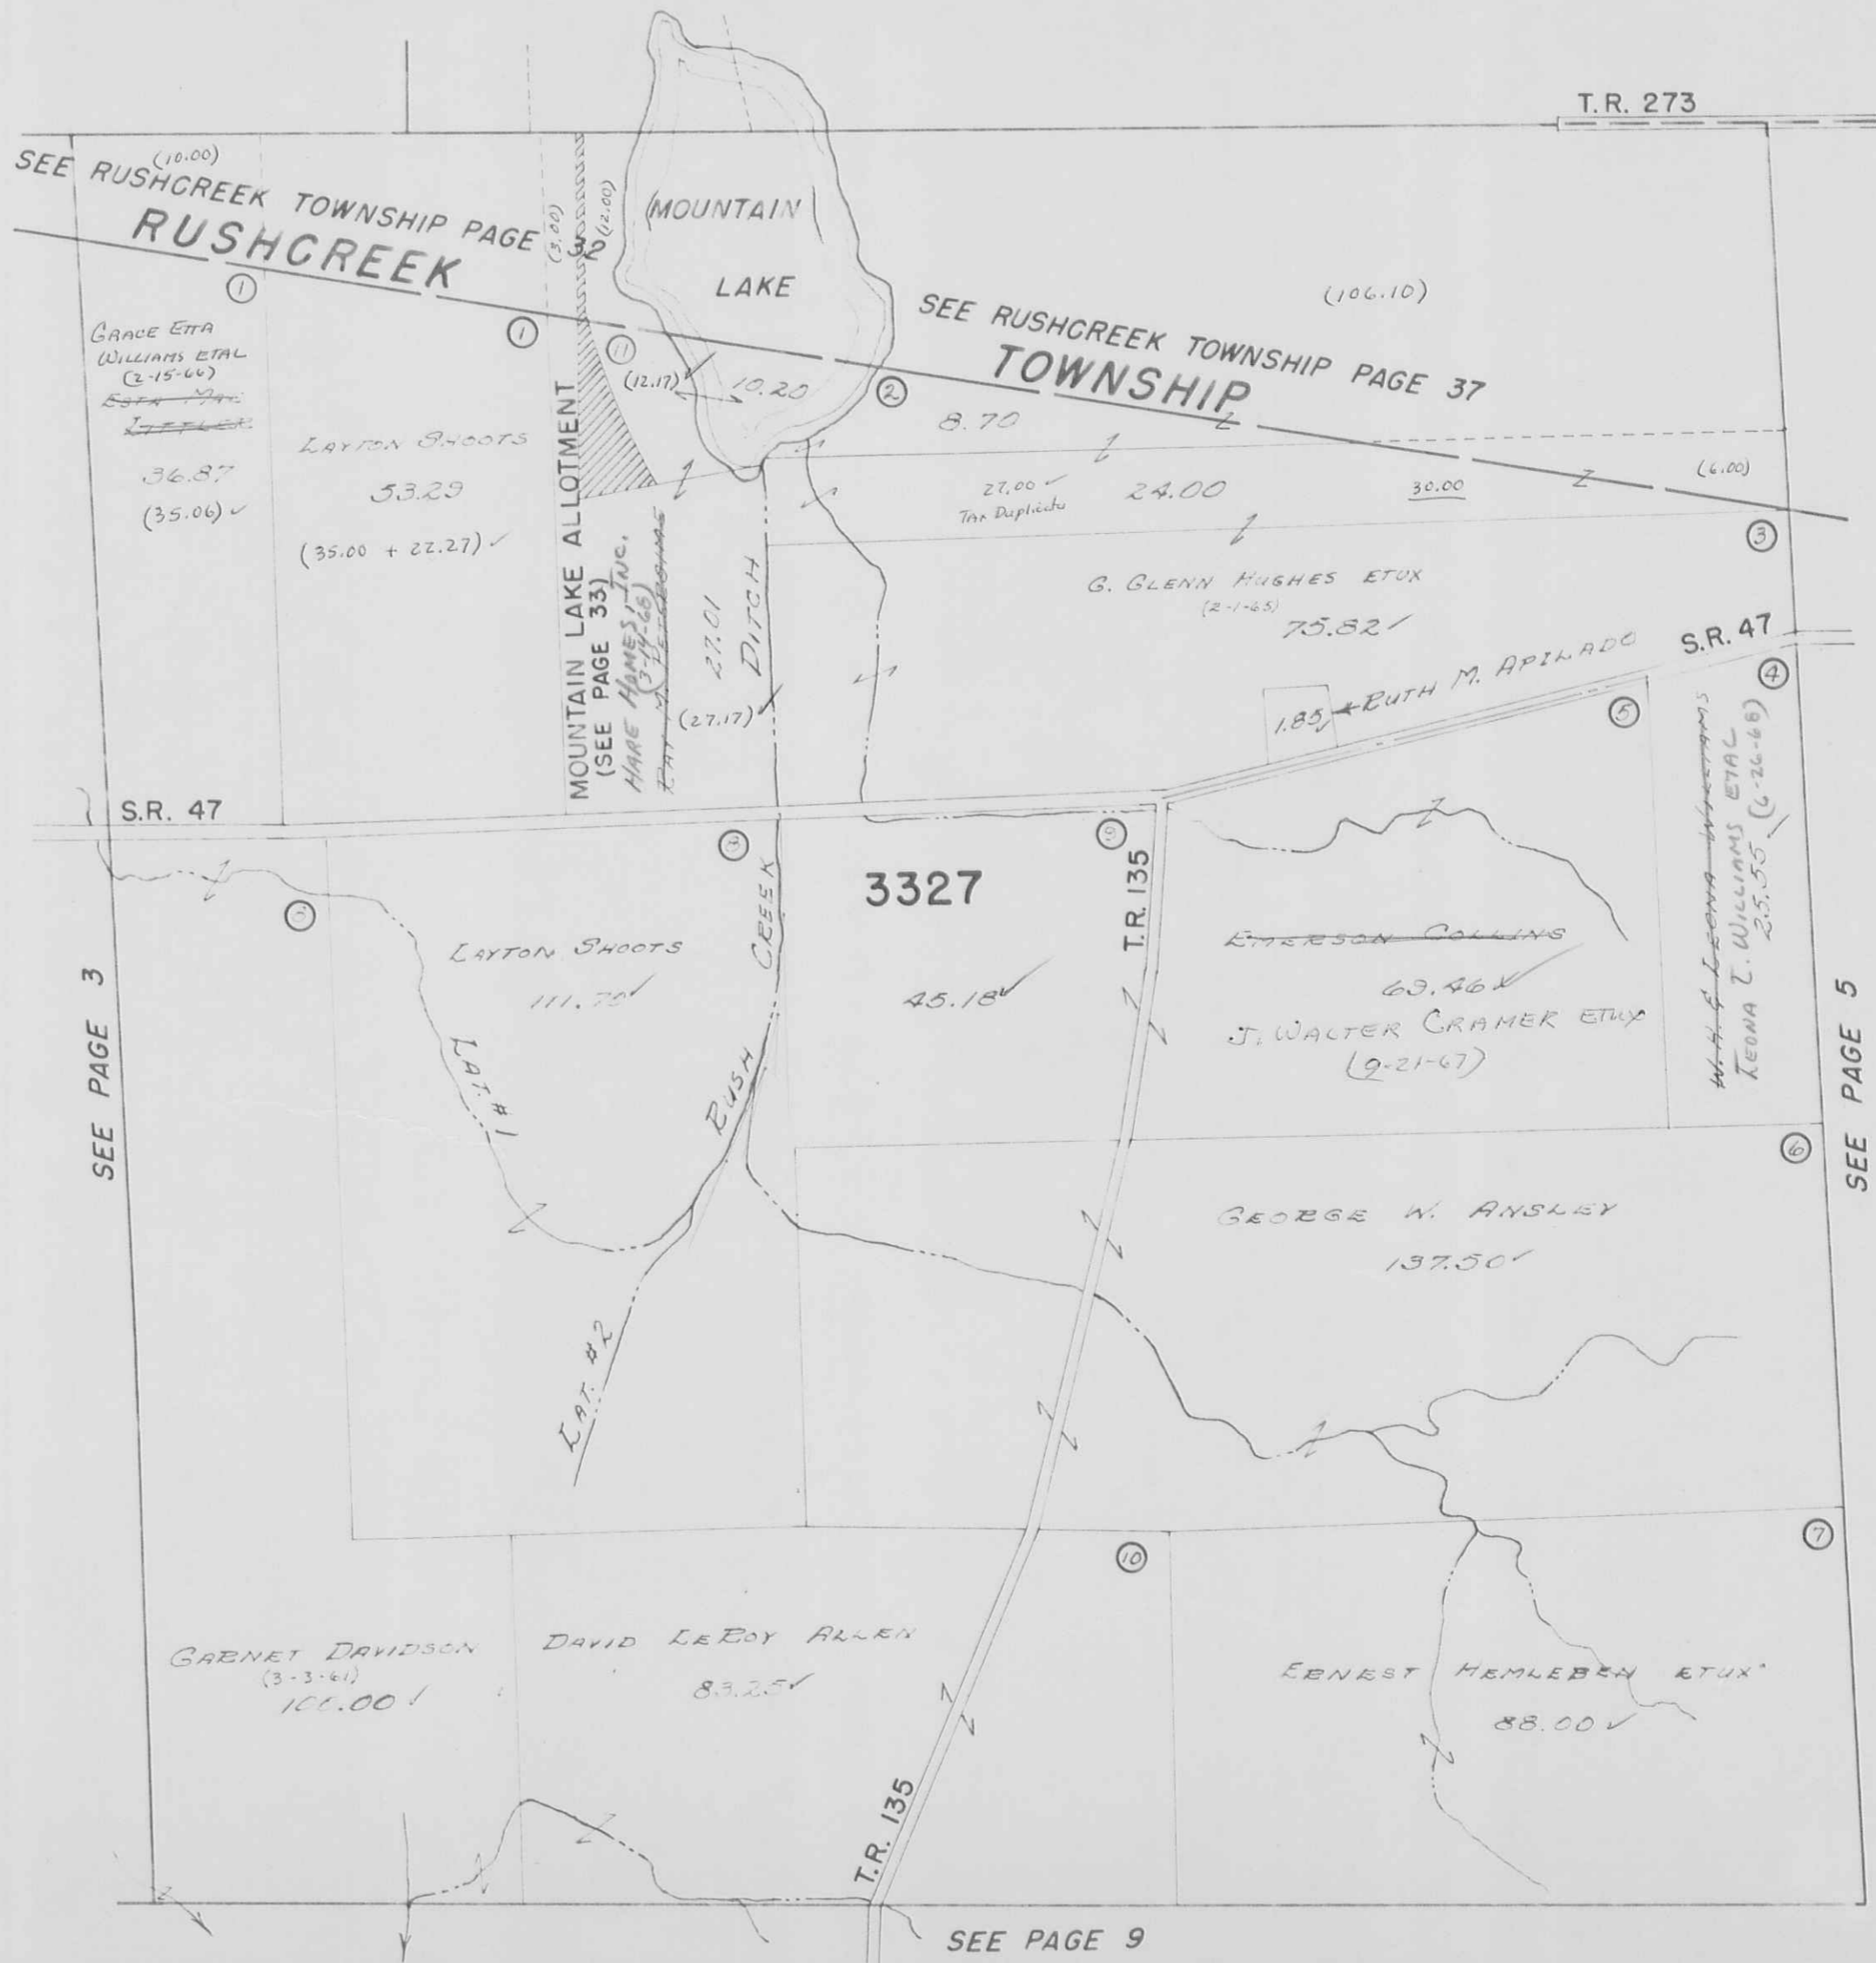 T.R. 273
(10.00)
SEE RUSHCREEK TOWNSHIP PAGE 32
RUSHCREEK
(3.00)
(12.00)
MOUNTAIN
LAKE
(106.10)
SEE RUSHCREEK TOWNSHIP PAGE 37
TOWNSHIP
1
GRACE ETTA
WILLIAMS ETAL
(2-15-66)
36.87
(35.06)
1
LAYTON SHOOTS
53.29
(35.00 + 22.27)
MOUNTAIN LAKE ALLOTMENT
(SEE PAGE 33)
HARE HOMES, INC.
(3-14-68)
11
(12.17)
10.20
2
8.70
27.00
Tax Duplicate
24.00
30.00
(6.00)
3
27.01
DITCH
(27.17)
G. GLENN HUGHES ETUX
(2-1-65)
75.82
1.85
RUTH M. APILADO
S.R. 47
4
5
S.R. 47
3327
9
T.R. 135
LAYTON SHOOTS
RUSH CREEK
45.18
EMERSON COLLINS
69.46
J. WALTER CRAMER ETUX
(9-21-67)
W.H. & LEONA WILLIAMS
LEONA L. WILLIAMS ETAL
25.55 (6-26-68)
SEE PAGE 3
SEE PAGE 5
LAT. #1
LAT. #2
6
GEORGE W. ANSLEY
137.50
10
7
GARNET DAVIDSON
(3-3-61)
DAVID LEROY ALLEN
83.25
ERNEST HEMLEBEN ETUX
88.00
T.R. 135
SEE PAGE 9